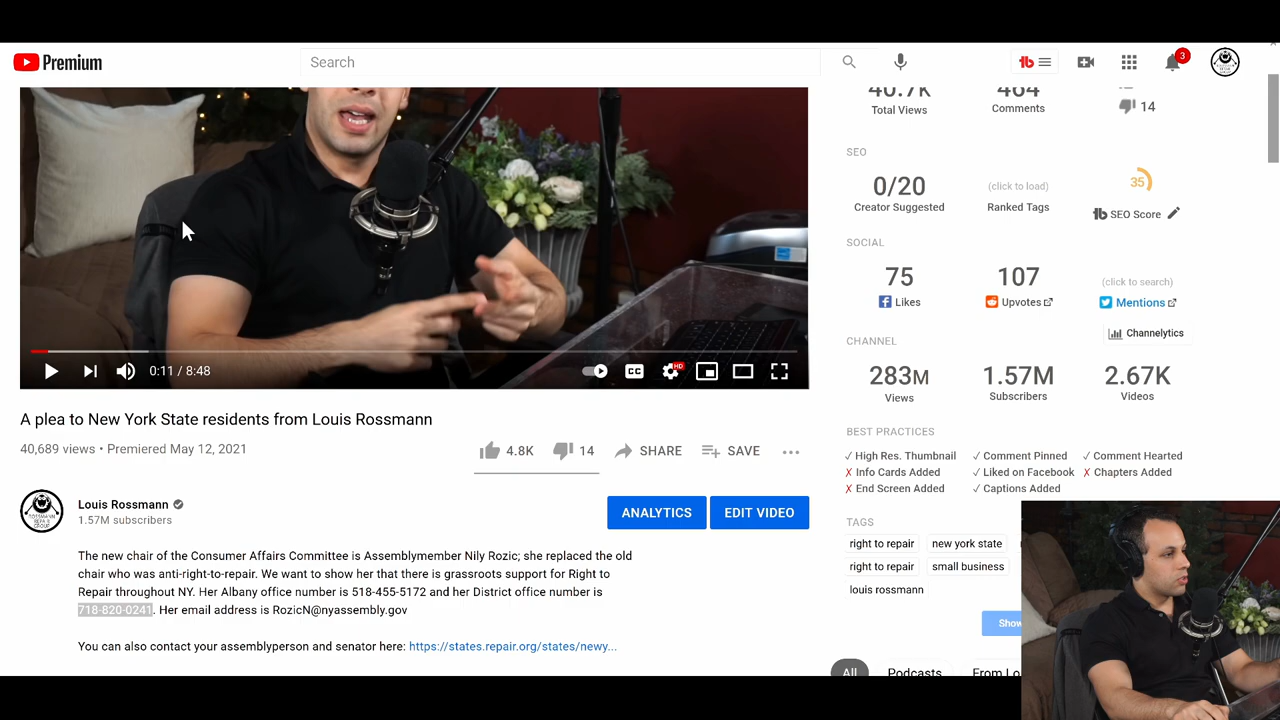 Premium
Search
3
40.7K
464
Total Views
Comments
14
SEO
0/20
(click to load)
35
Creator Suggested
Ranked Tags
SEO Score
SOCIAL
75
107
(click to search)
Likes
Upvotes
Mentions
Channelytics
CHANNEL
283M
1.57M
2.67K
Views
Subscribers
Videos
BEST PRACTICES
✓ High Res. Thumbnail ✓ Comment Pinned ✓ Comment Hearted
✗ Info Cards Added ✓ Liked on Facebook ✗ Chapters Added
✗ End Screen Added ✓ Captions Added
TAGS
right to repair
new york state
right to repair
small business
louis rossmann
Show
All
Podcasts
From Lo
0:11 / 8:48
CC
HD
A plea to New York State residents from Louis Rossmann
40,689 views • Premiered May 12, 2021
4.8K
14
SHARE
SAVE
Louis Rossmann
1.57M subscribers
ANALYTICS
EDIT VIDEO
The new chair of the Consumer Affairs Committee is Assemblymember Nily Rozic; she replaced the old
chair who was anti-right-to-repair. We want to show her that there is grassroots support for Right to
Repair throughout NY. Her Albany office number is 518-455-5172 and her District office number is
718-820-0241. Her email address is RozicN@nyassembly.gov
You can also contact your assemblyperson and senator here: https://states.repair.org/states/newy...